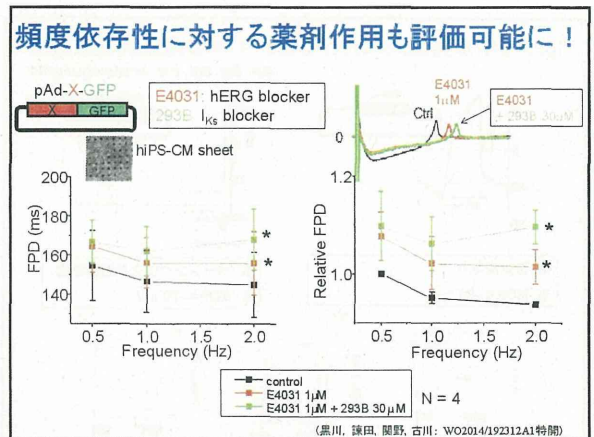 頻度依存性に対する薬剤作用も評価可能に！
pAd-X-GFP
X GFP
E4031: hERG blocker
293B IKs blocker
hiPS-CM sheet
Ctrl
E4031
1μM
E4031
+ 293B 30μM
0
FPD (ms)
200
180
160
140
*
*
0.5 1.0 1.5 2.0
Frequency (Hz)
Relative FPD
1.2
1.0
*
*
0.5 1.0 1.5 2.0
Frequency (Hz)
control
E4031 1μM
E4031 1μM + 293B 30μM
N = 4
(黒川, 諫田, 関野, 古川: WO2014/192312A1特開)